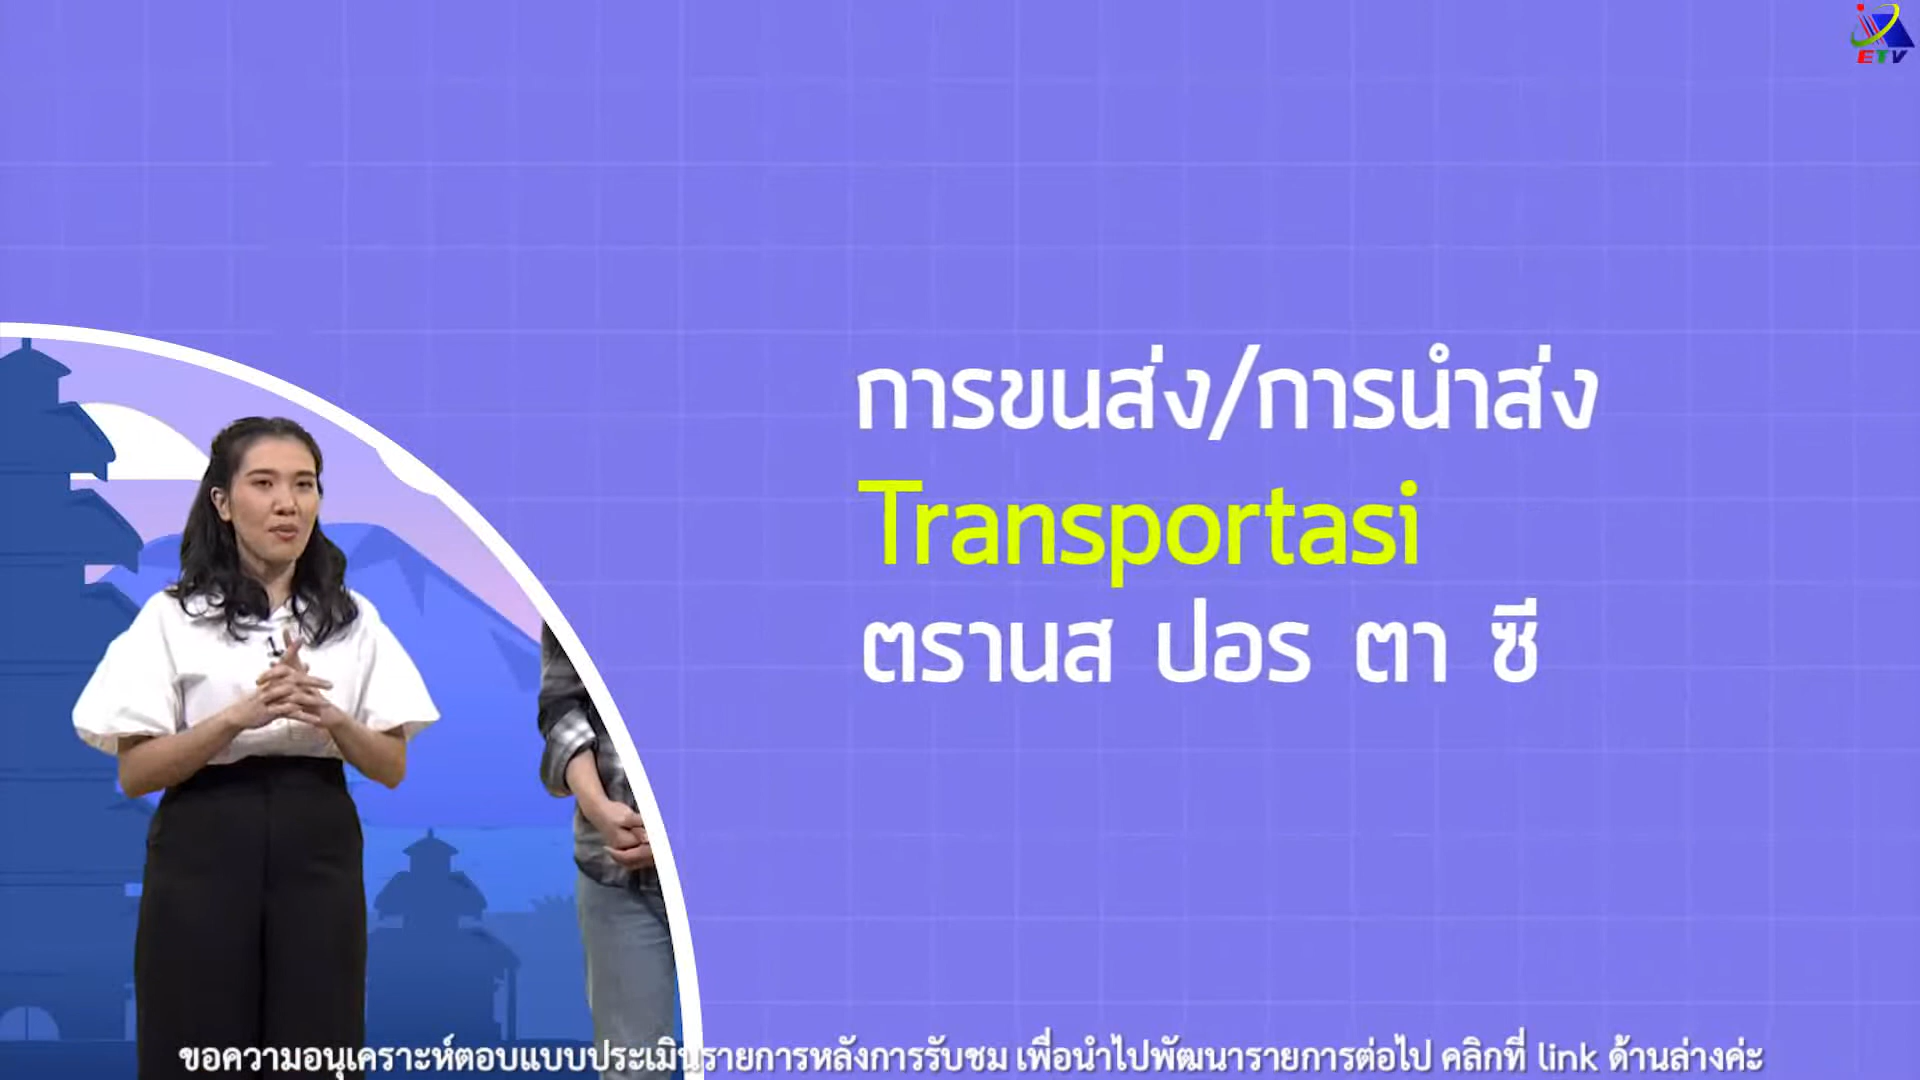 ETV
การขนส่ง/การนำส่ง
Transportasi
ตรานส ปอร ตา ซี
ขอความอนุเคราะห์ตอบแบบประเมินรายการหลังการรับชม เพื่อนำไปพัฒนารายการต่อไป คลิกที่ link ด้านล่างค่ะ